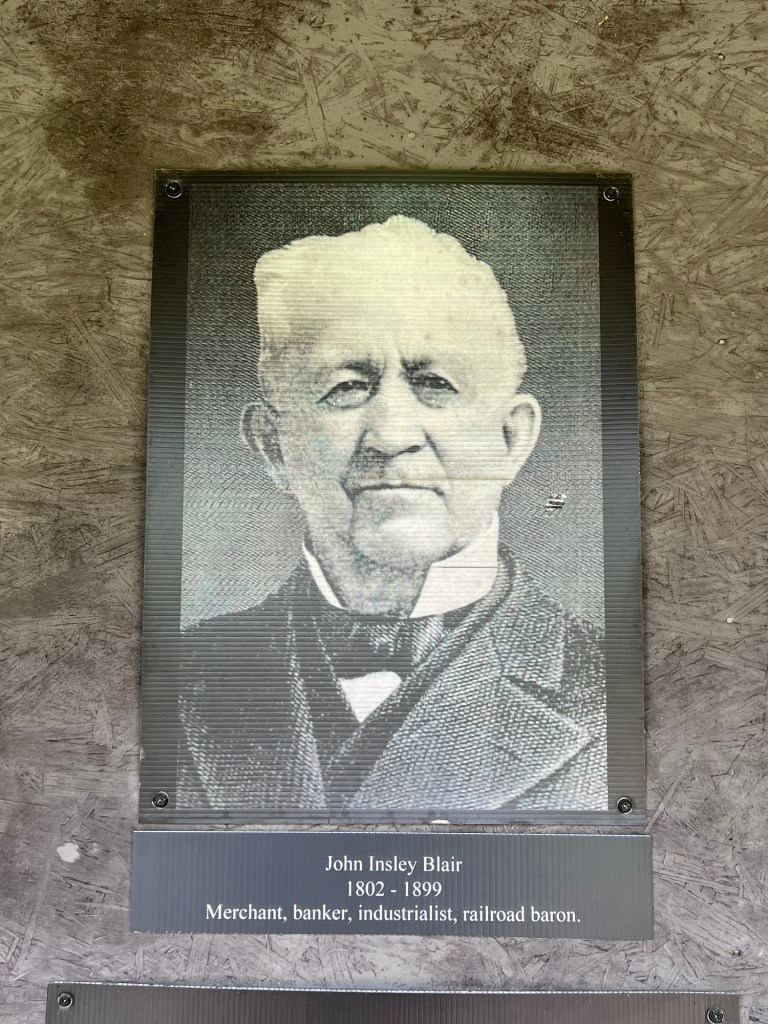 John Insley Blair
1802 - 1899
Merchant, banker, industrialist, railroad baron.